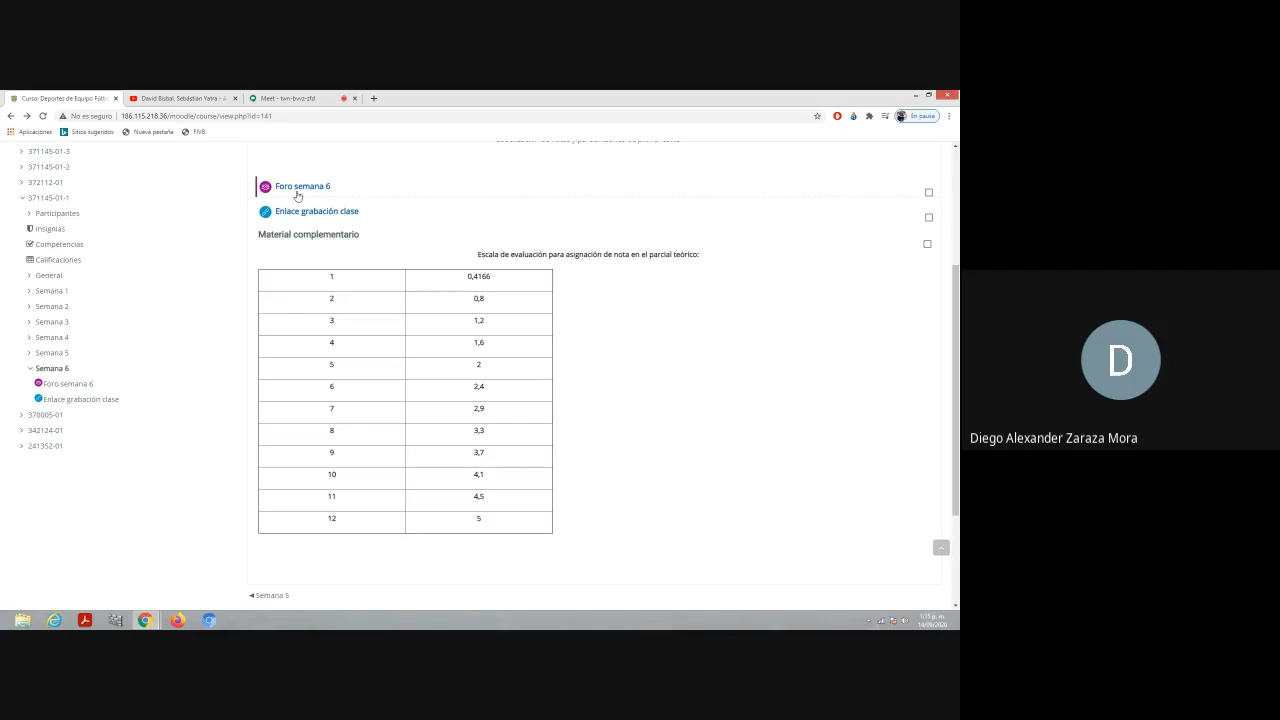 Curso: Deportes de Equipo Fútb
David Bisbal, Sebastián Yatra - A
Meet - twn-bvvz-zfd
No es seguro
186.115.218.36/moodle/course/view.php?id=141
En pausa
Aplicaciones
Sitios sugeridos
Nueva pestaña
FIVB
371145-01-3
371145-01-2
372112-01
371145-01-1
Participantes
Insignias
Competencias
Calificaciones
General
Semana 1
Semana 2
Semana 3
Semana 4
Semana 5
Semana 6
Foro semana 6
Enlace grabación clase
370005-01
342124-01
241352-01
Foro semana 6
Enlace grabación clase
Material complementario
Escala de evaluación para asignación de nota en el parcial teórico:
1 0,4166
2 0,8
3 1,2
4 1,6
5 2
6 2,4
7 2,9
8 3,3
9 3,7
10 4,1
11 4,5
12 5
◀ Semana 5
1:15 p. m.
14/09/2020
D
Diego Alexander Zaraza Mora